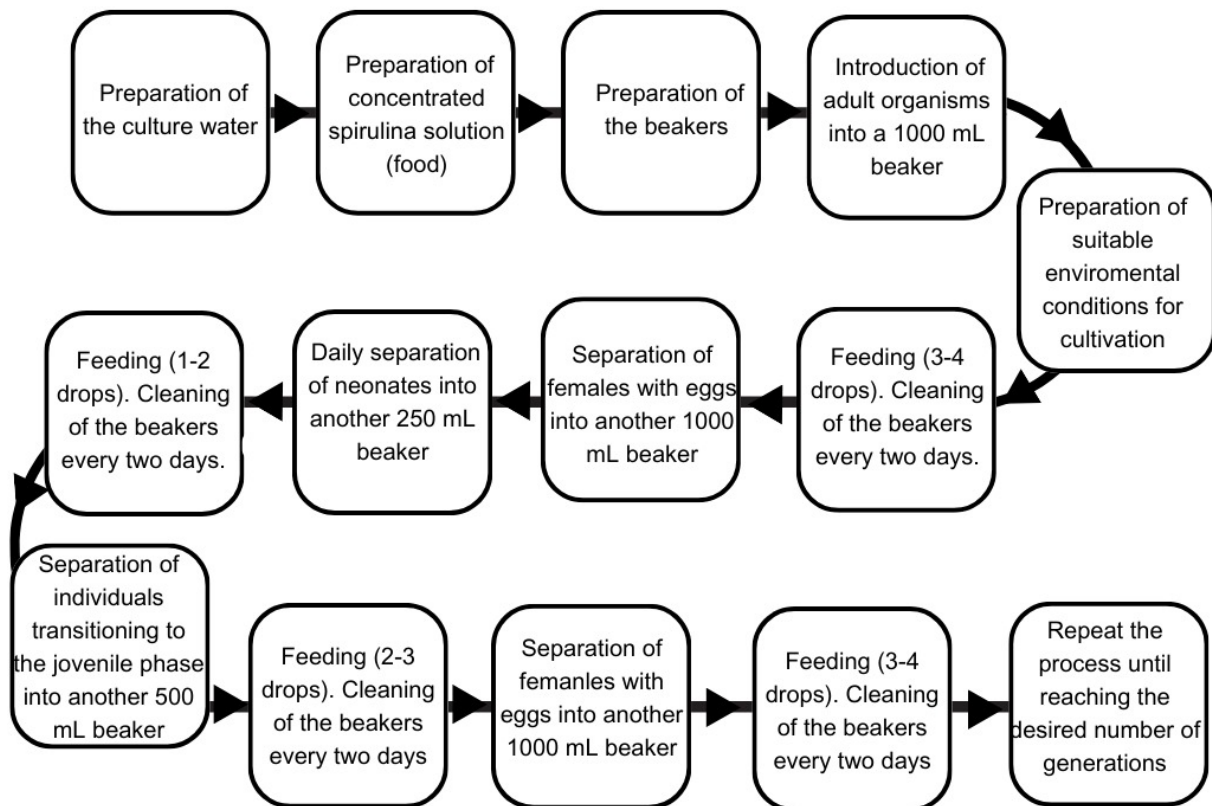 Preparation of
the culture water
Preparation of
concentrated
spirulina solution
(food)
Preparation of
the beakers
Introduction of
adult organisms
into a 1000 mL
beaker
Preparation of
suitable
enviromental
conditions for
cultivation
Feeding (3-4
drops). Cleaning
of the beakers
every two days.
Separation of
females with eggs
into another 1000
mL beaker
Daily separation
of neonates into
another 250 mL
beaker
Feeding (1-2
drops). Cleaning
of the beakers
every two days.
Separation of
individuals
transitioning to
the jovenile phase
into another 500
mL beaker
Feeding (2-3
drops). Cleaning
of the beakers
every two days
Separation of
femanles with
eggs into another
1000 mL beaker
Feeding (3-4
drops). Cleaning
of the beakers
every two days
Repeat the
process until
reaching the
desired number of
generations